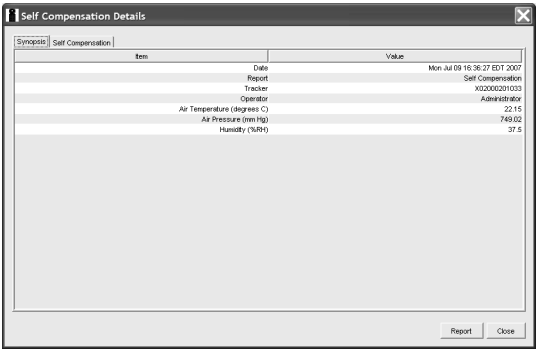 Self Compensation Details
Synopsis Self Compensation
Item Value
Date Mon Jul 09 16:36:27 EDT 2007
Report Self Compensation
Tracker X02000201033
Operator Administrator
Air Temperature (degrees C) 22.15
Air Pressure (mm Hg) 749.02
Humidity (%RH) 37.5
Report Close